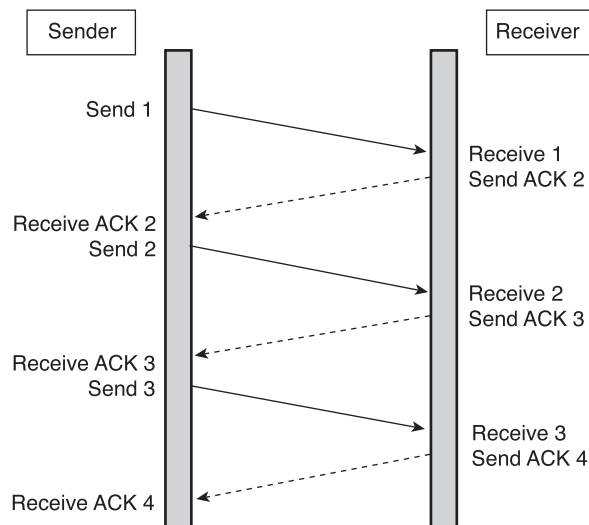 Sender
Receiver
Send 1
Receive 1
Send ACK 2
Receive ACK 2
Send 2
Receive 2
Send ACK 3
Receive ACK 3
Send 3
Receive 3
Send ACK 4
Receive ACK 4